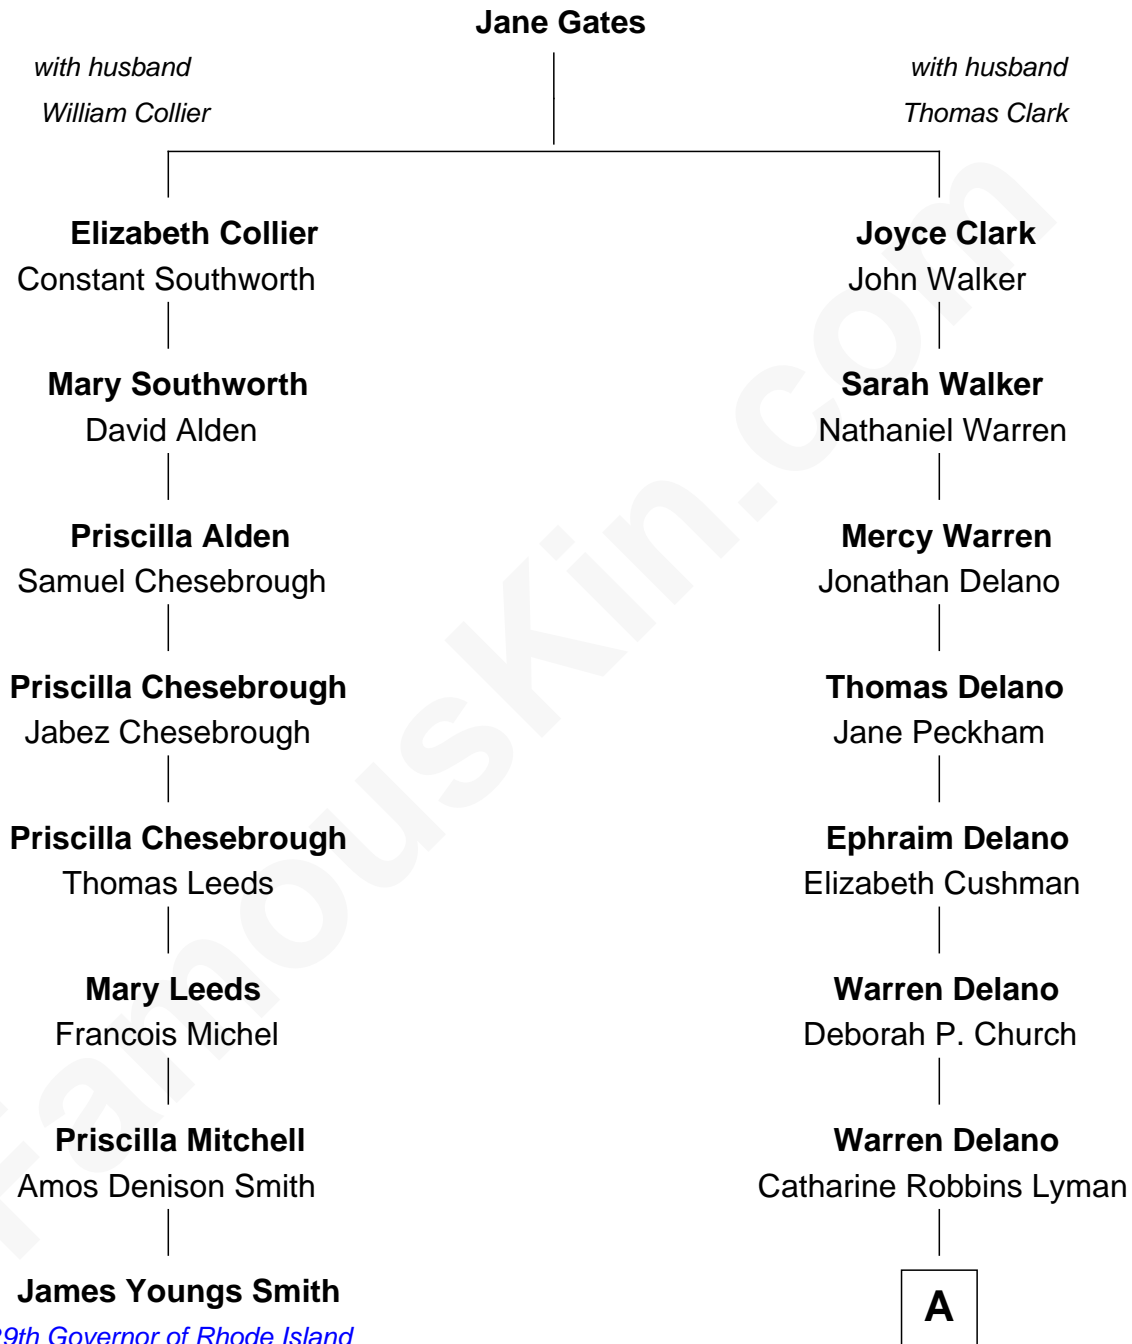 Jane Gates
with husband
William Collier
with husband
Thomas Clark
Elizabeth Collier
Constant Southworth
Joyce Clark
John Walker
Mary Southworth
David Alden
Sarah Walker
Nathaniel Warren
Priscilla Alden
Samuel Chesebrough
Mercy Warren
Jonathan Delano
Priscilla Chesebrough
Jabez Chesebrough
Thomas Delano
Jane Peckham
Priscilla Chesebrough
Thomas Leeds
Ephraim Delano
Elizabeth Cushman
Mary Leeds
Francois Michel
Warren Delano
Deborah P. Church
Priscilla Mitchell
Amos Denison Smith
Warren Delano
Catharine Robbins Lyman
James Youngs Smith
29th Governor of Rhode Island
A
FamousKin.com